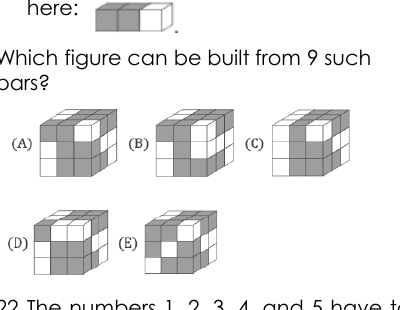 here:
Which figure can be built from 9 such
bars?
(A) (B) (C)
(D) (E)
22 The numbers 1, 2, 3, 4, and 5 have to